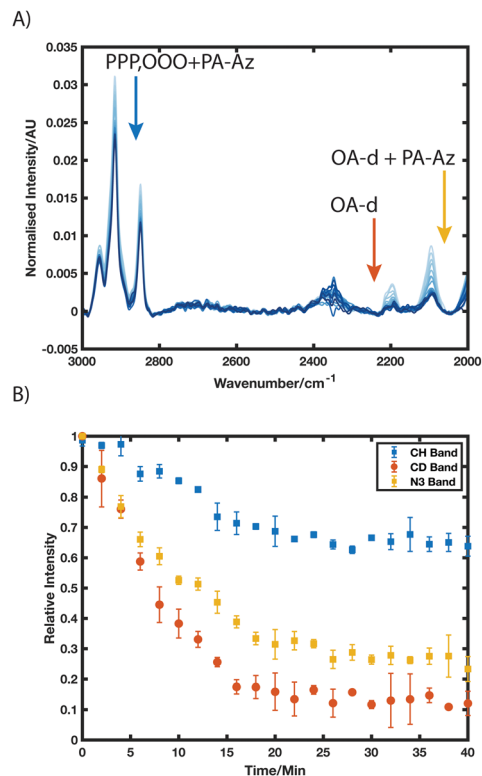 A)
PPP,OOO+PA-Az
OA-d + PA-Az
OA-d
Normalised Intensity/AU
0.035
0.03
0.025
0.02
0.015
0.01
0.005
0
-0.005
3000 2800 2600 2400 2200 2000
Wavenumber/cm⁻¹
B)
CH Band
CD Band
N3 Band
Relative Intensity
1
0.9
0.8
0.7
0.6
0.5
0.4
0.3
0.2
0.1
0
0 5 10 15 20 25 30 35 40
Time/Min